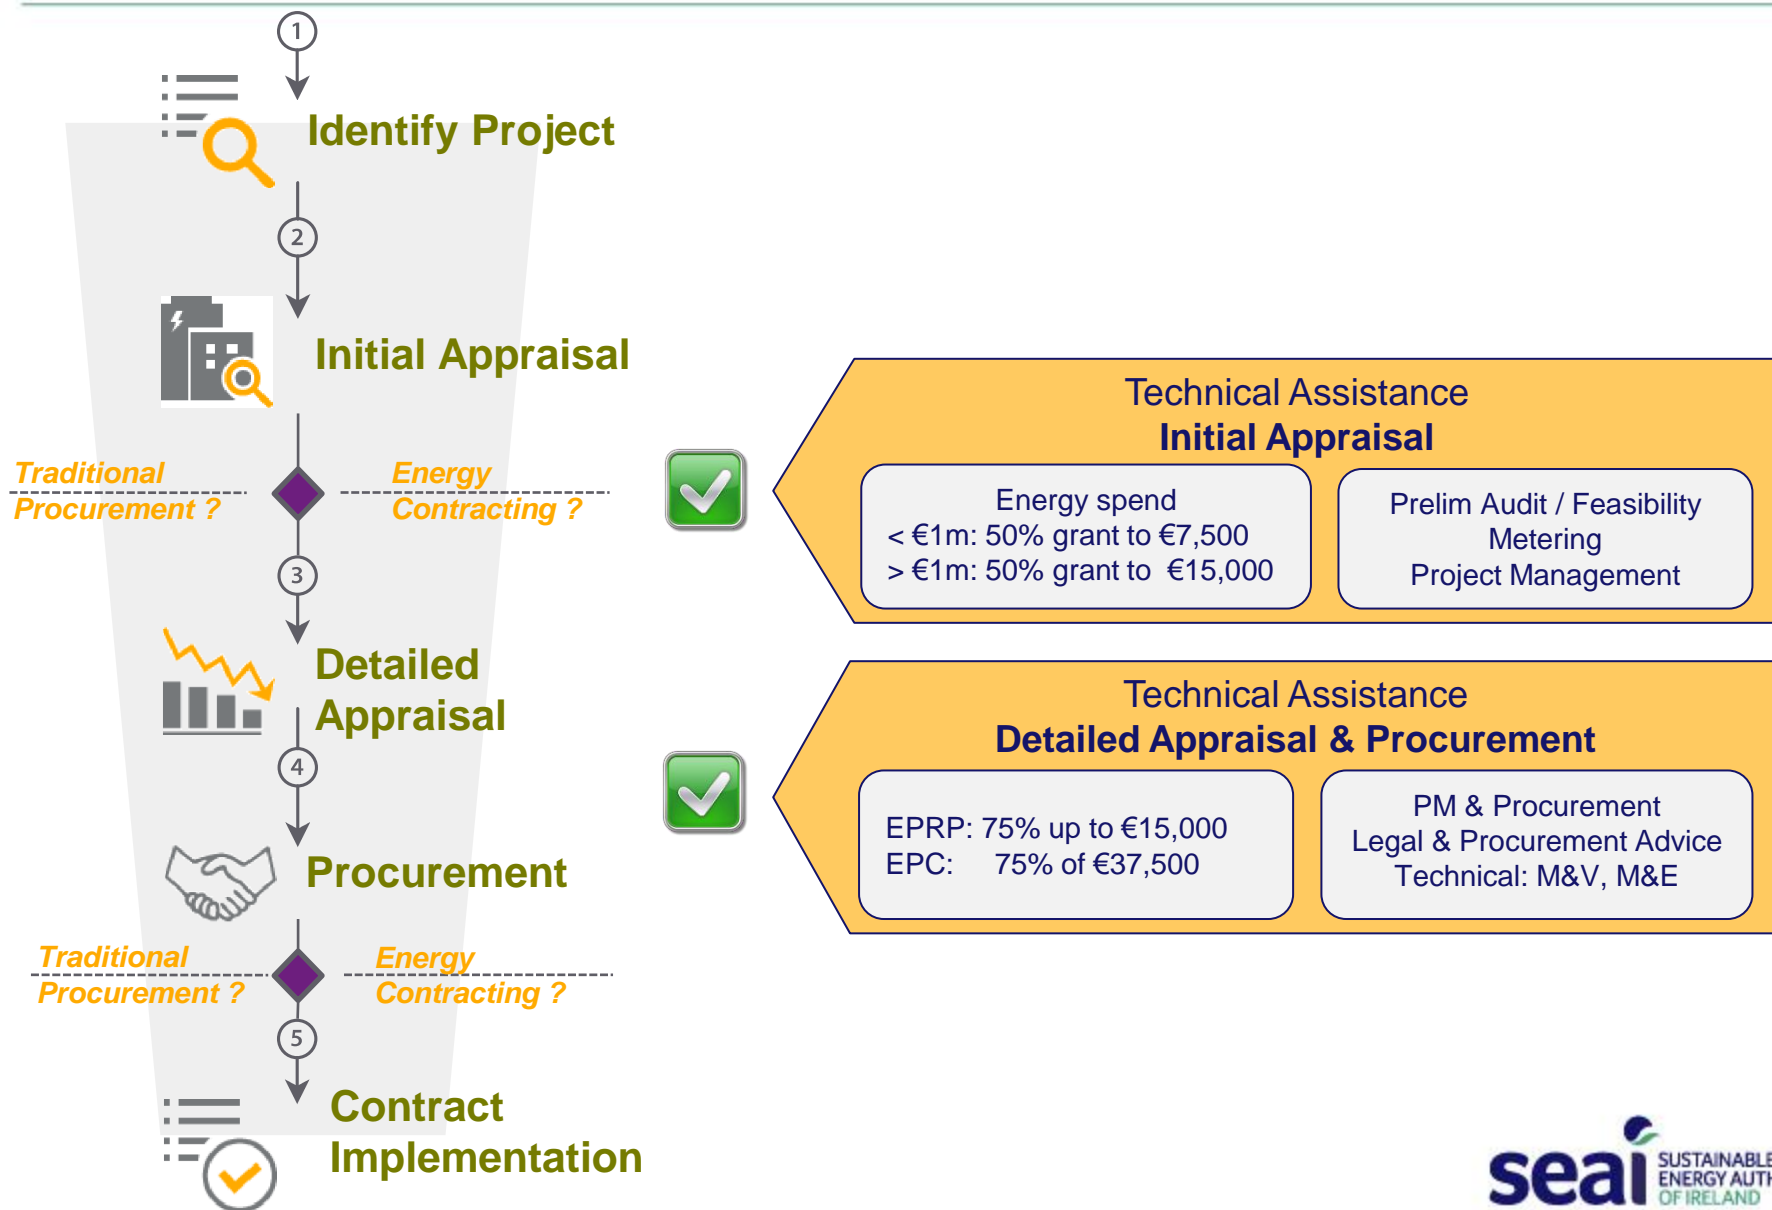 1
Identify Project
2
Initial Appraisal
Traditional
Procurement ?
Energy
Contracting ?
3
Detailed
Appraisal
4
Procurement
Traditional
Procurement ?
Energy
Contracting ?
5
Contract
Implementation
Technical Assistance
Initial Appraisal
Energy spend
< €1m: 50% grant to €7,500
> €1m: 50% grant to €15,000
Prelim Audit / Feasibility
Metering
Project Management
Technical Assistance
Detailed Appraisal & Procurement
EPRP: 75% up to €15,000
EPC: 75% of €37,500
PM & Procurement
Legal & Procurement Advice
Technical: M&V, M&E
seai
SUSTAINABLE
ENERGY AUTH
OF IRELAND